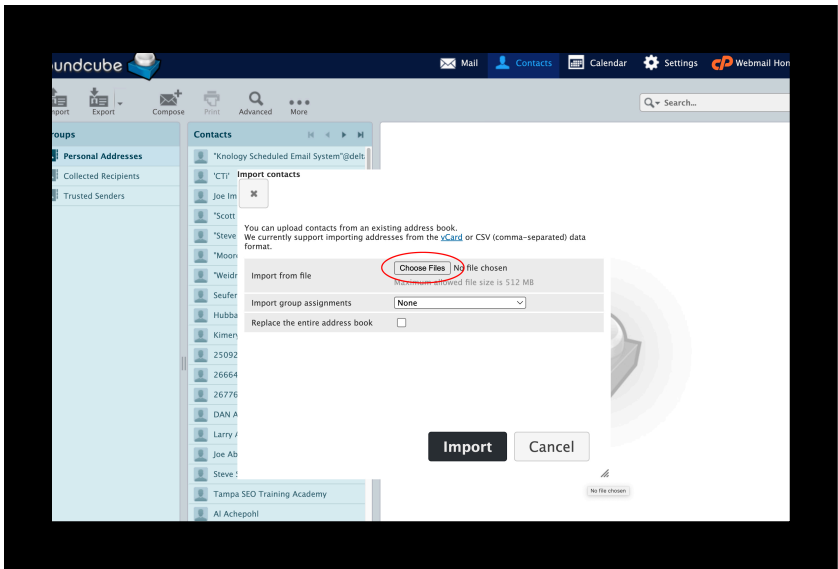 undcube
Mail
Contacts
Calendar
Settings
cP Webmail Hon
port
Export
Compose
Print
Advanced
More
Search...
roups
Personal Addresses
Collected Recipients
Trusted Senders
Contacts
"Knology Scheduled Email System"@delt
'CTi'
Joe Im
"Scott
"Steve
"Moon
"Weidn
Seufer
Hubba
Kimer
25092
26664
26776
DAN A
Larry
Joe Ab
Steve
Tampa SEO Training Academy
Al Achepohl
Import contacts
You can upload contacts from an existing address book.
We currently support importing addresses from the vCard or CSV (comma-separated) data
format.
Import from file
Choose Files No file chosen
Maximum allowed file size is 512 MB
Import group assignments
None
Replace the entire address book
Import
Cancel
No file chosen